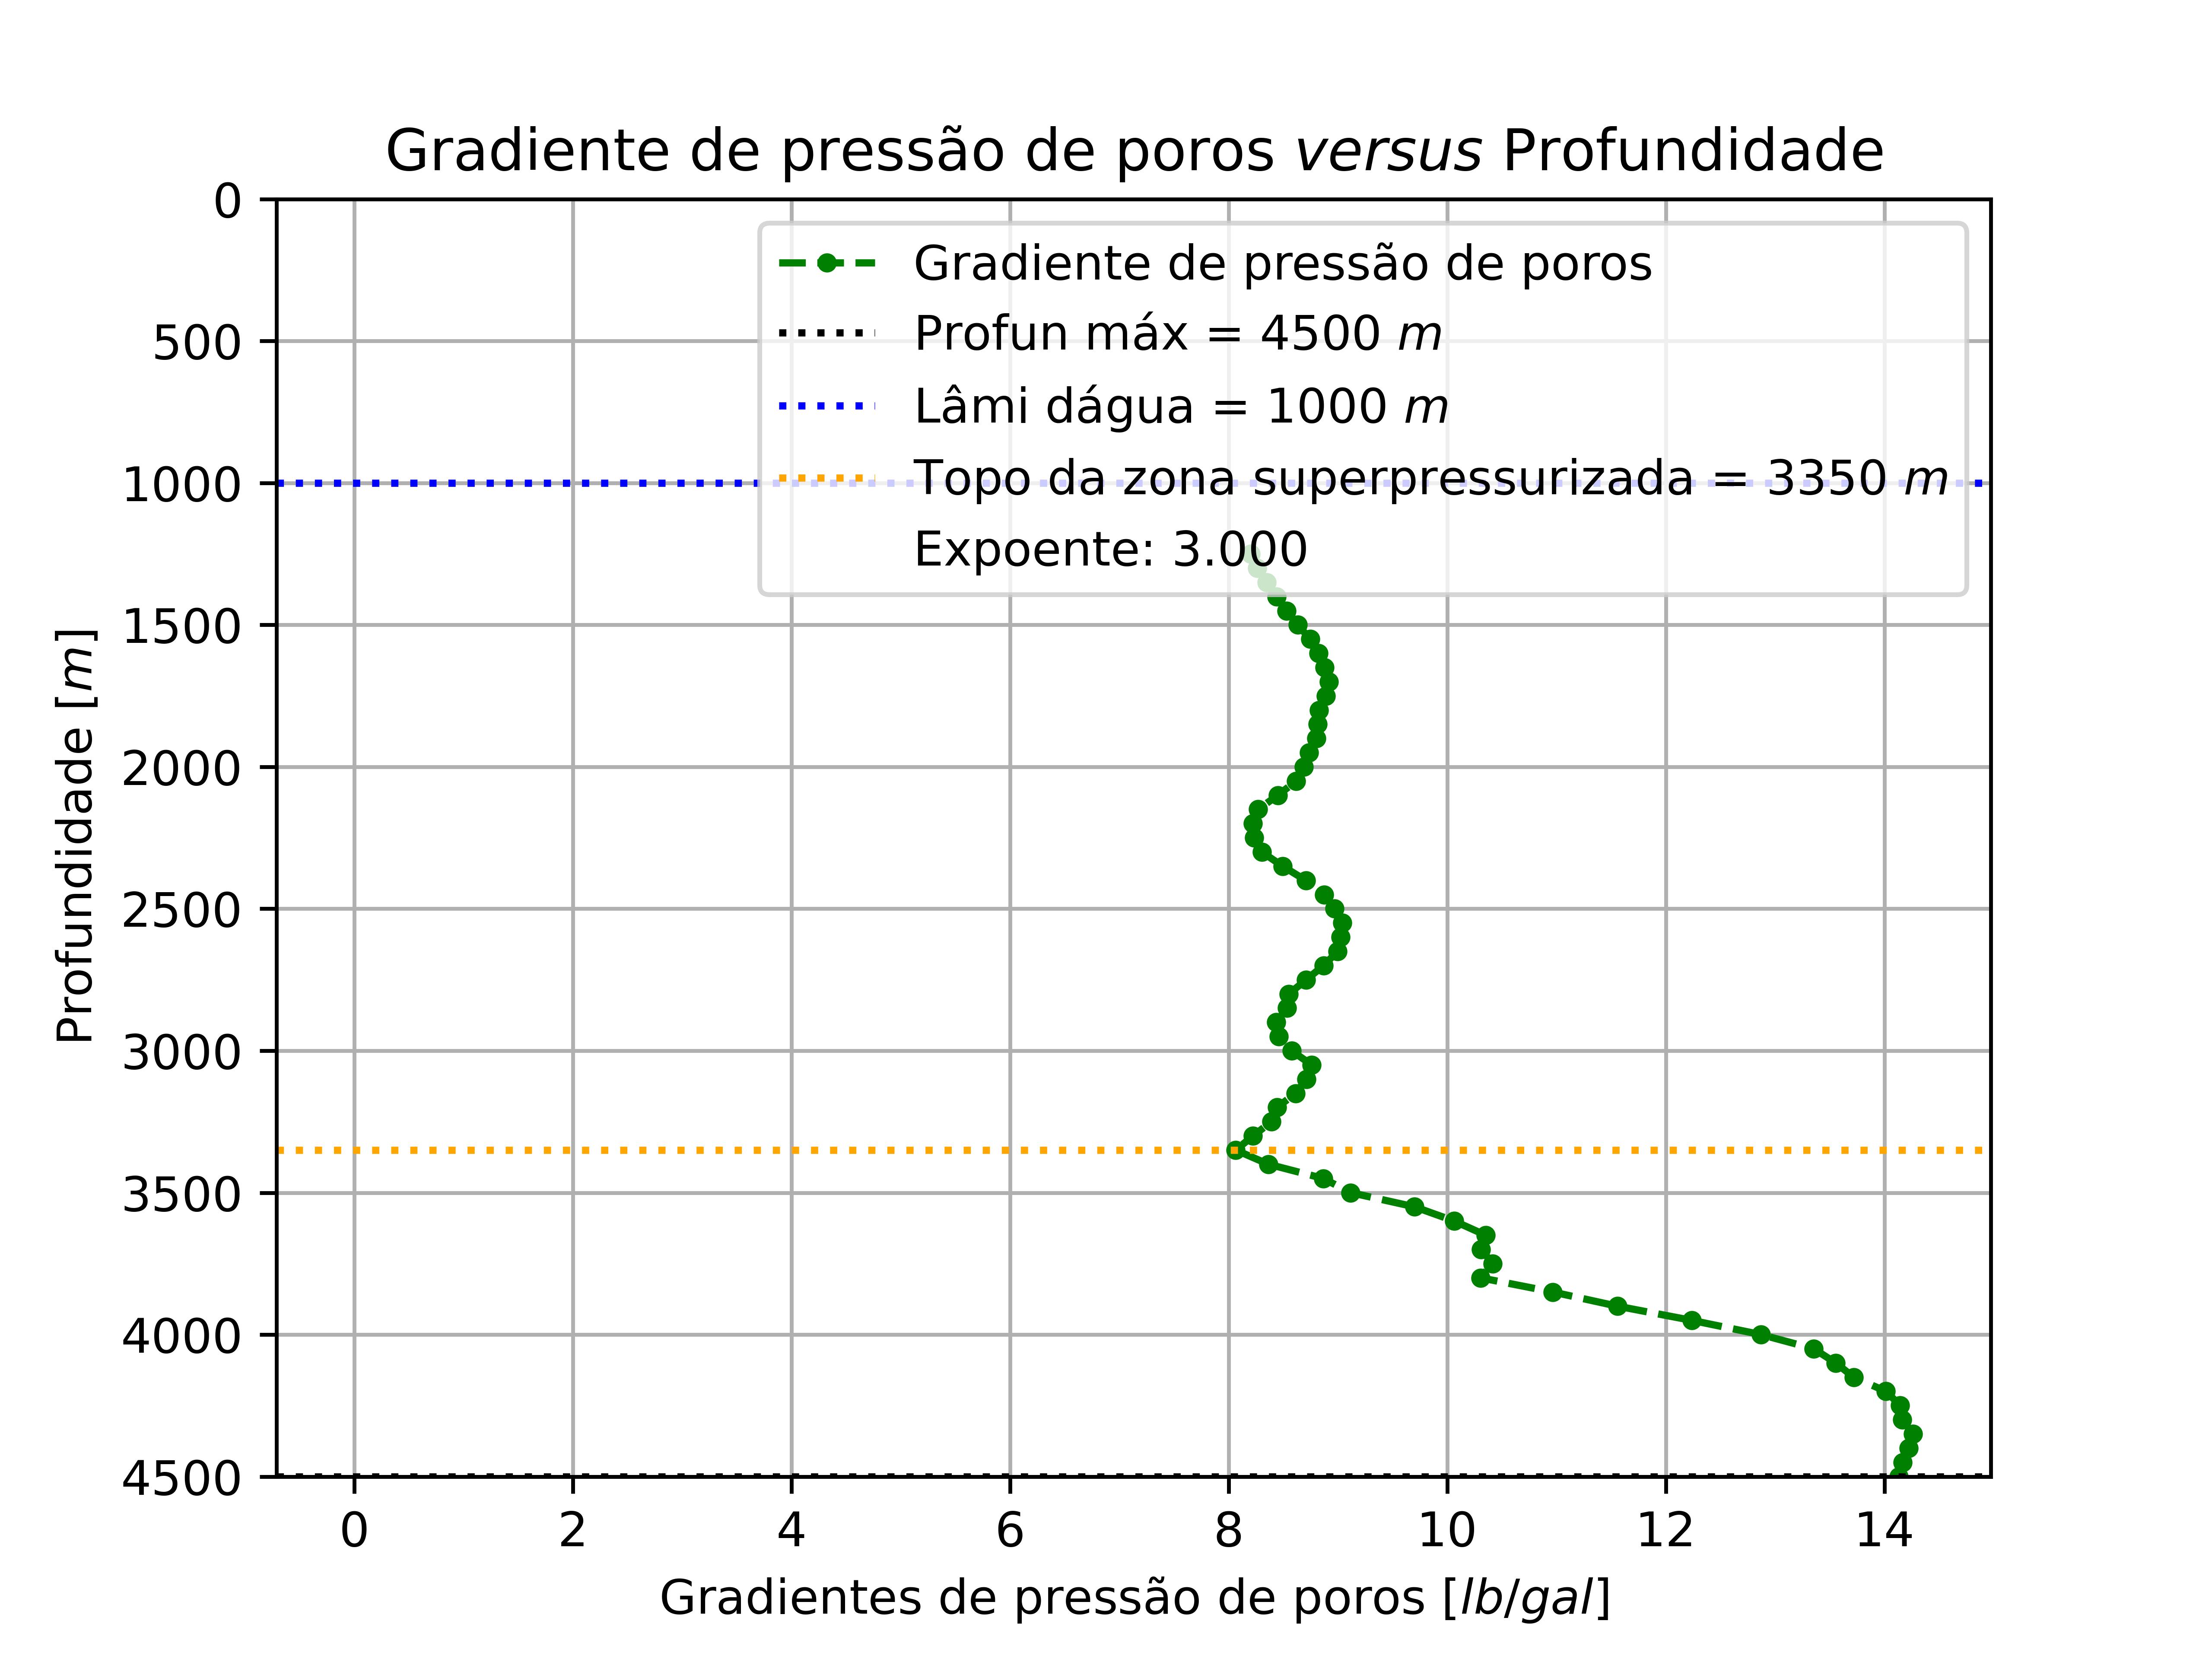 Gradiente de pressão de poros versus Profundidade
Gradiente de pressão de poros
Profun máx = 4500 m
Lâmi dágua = 1000 m
Topo da zona superpressurizada = 3350 m
Expoente: 3.000
Profundidade [m]
0
500
1000
1500
2000
2500
3000
3500
4000
4500
0 2 4 6 8 10 12 14
Gradientes de pressão de poros [lb/gal]